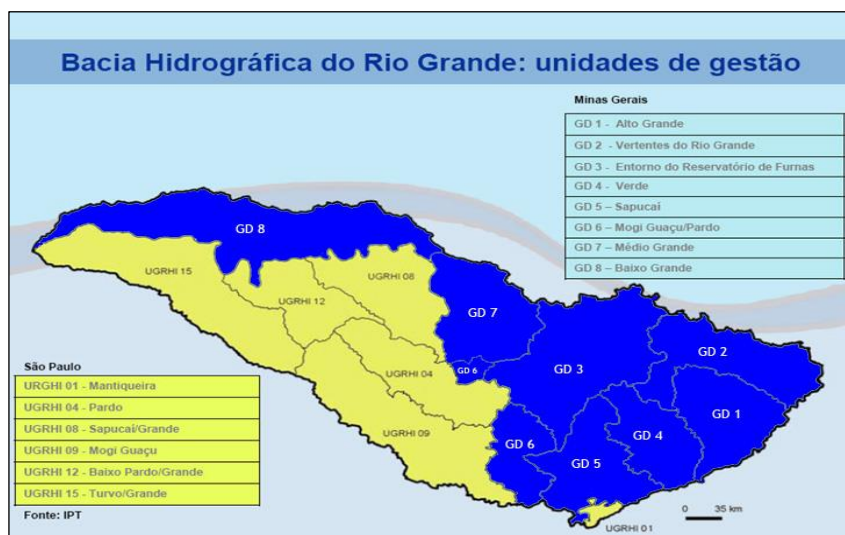 Bacia Hidrográfica do Rio Grande: unidades de gestão
Minas Gerais
GD 1 - Alto Grande
GD 2 - Vertentes do Rio Grande
GD 3 - Entorno do Reservatório de Furnas
GD 4 - Verde
GD 5 - Sapucaí
GD 6 – Mogi Guaçu/Pardo
GD 7 – Médio Grande
GD 8 – Baixo Grande
GD 8
UGRHI 15
UGRHI 08
UGRHI 12
GD 7
GD 2
GD 6
GD 3
UGRHI 04
GD 1
UGRHI 09
GD 6
GD 4
GD 5
UGRHI 01
0 35 km
São Paulo
URGHI 01 - Mantiqueira
UGRHI 04 - Pardo
UGRHI 08 - Sapucaí/Grande
UGRHI 09 - Mogi Guaçu
UGRHI 12 - Baixo Pardo/Grande
UGRHI 15 - Turvo/Grande
Fonte: IPT